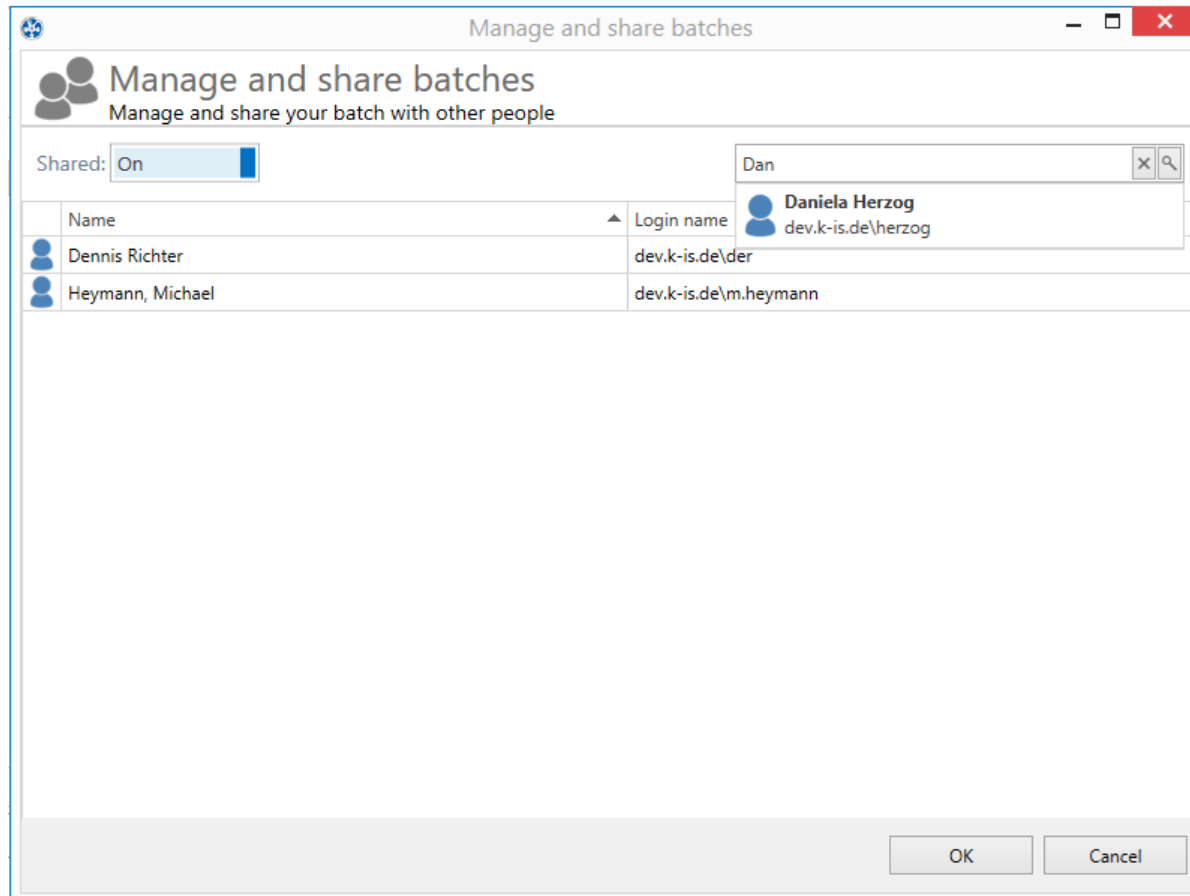 Manage and share batches
Manage and share batches
Manage and share your batch with other people
Shared: On
Dan
Daniela Herzog
dev.k-is.de\herzog
Name Login name
Dennis Richter dev.k-is.de\der
Heymann, Michael dev.k-is.de\m.heymann
OK Cancel